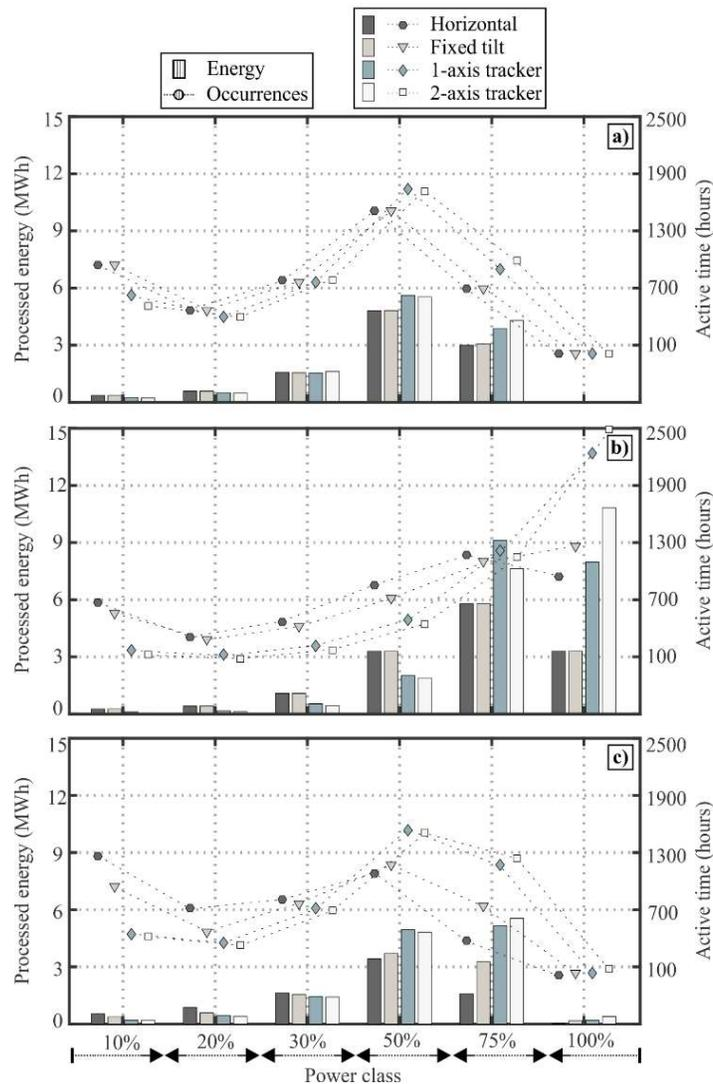 Horizontal
Fixed tilt
1-axis tracker
2-axis tracker
Energy
Occurrences
a)
15
12
9
6
3
0
Processed energy (MWh)
2500
1900
1300
700
100
Active time (hours)
b)
15
12
9
6
3
0
Processed energy (MWh)
2500
1900
1300
700
100
Active time (hours)
c)
15
12
9
6
3
0
Processed energy (MWh)
2500
1900
1300
700
100
Active time (hours)
10% 20% 30% 50% 75% 100%
Power class